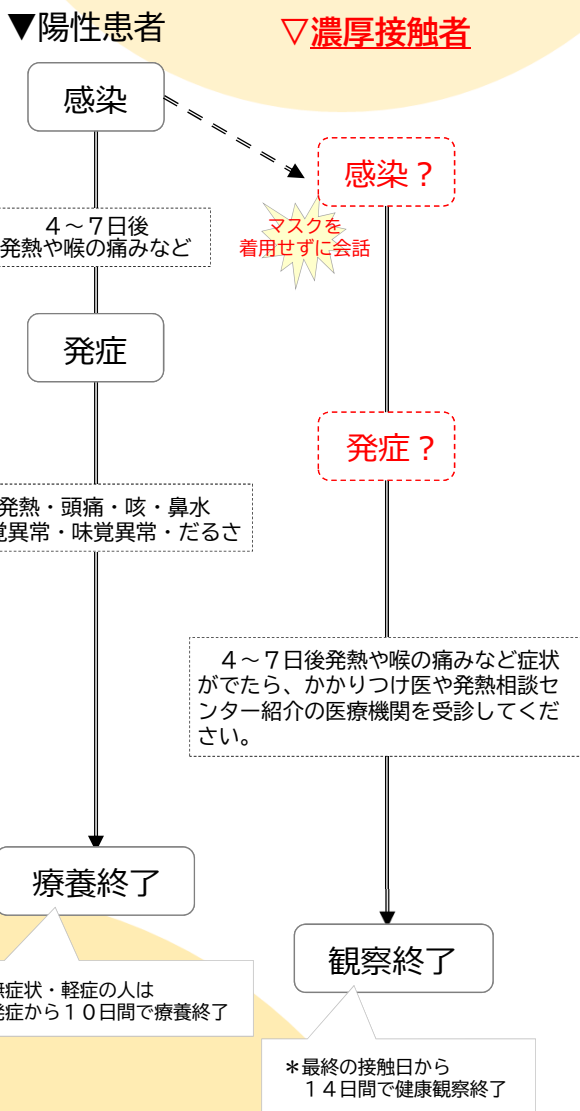 ▼陽性患者
▽濃厚接触者
感染
感染？
マスクを
着用せずに会話
４～７日後
発熱や喉の痛みなど
発症
発症？
発熱・頭痛・咳・鼻水
覚異常・味覚異常・だるさ
４～７日後発熱や喉の痛みなど症状
がでたら、かかりつけ医や発熱相談セ
ンター紹介の医療機関を受診してくだ
さい。
療養終了
観察終了
無症状・軽症の人は
発症から１０日間で療養終了
＊最終の接触日から
１４日間で健康観察終了